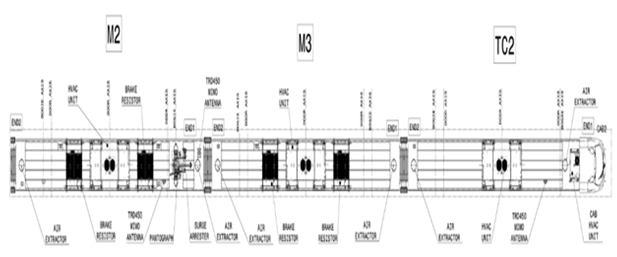 M2
M3
TC2
HVAC
UNIT
BRAKE
RESISTOR
TRD450
MIMO
ANTENNA
HVAC
UNIT
AIR
EXTRACTOR
END2
END1
END2
END1
END2
END1
CAB2
AIR
EXTRACTOR
BRAKE
RESISTOR
TRD450
MIMO
ANTENNA
PANTOGRAPH
SURGE
ARRESTER
AIR
EXTRACTOR
AIR
EXTRACTOR
BRAKE
RESISTOR
BRAKE
RESISTOR
AIR
EXTRACTOR
AIR
EXTRACTOR
HVAC
UNIT
TRD450
MIMO
ANTENNA
CAB
HVAC
UNIT